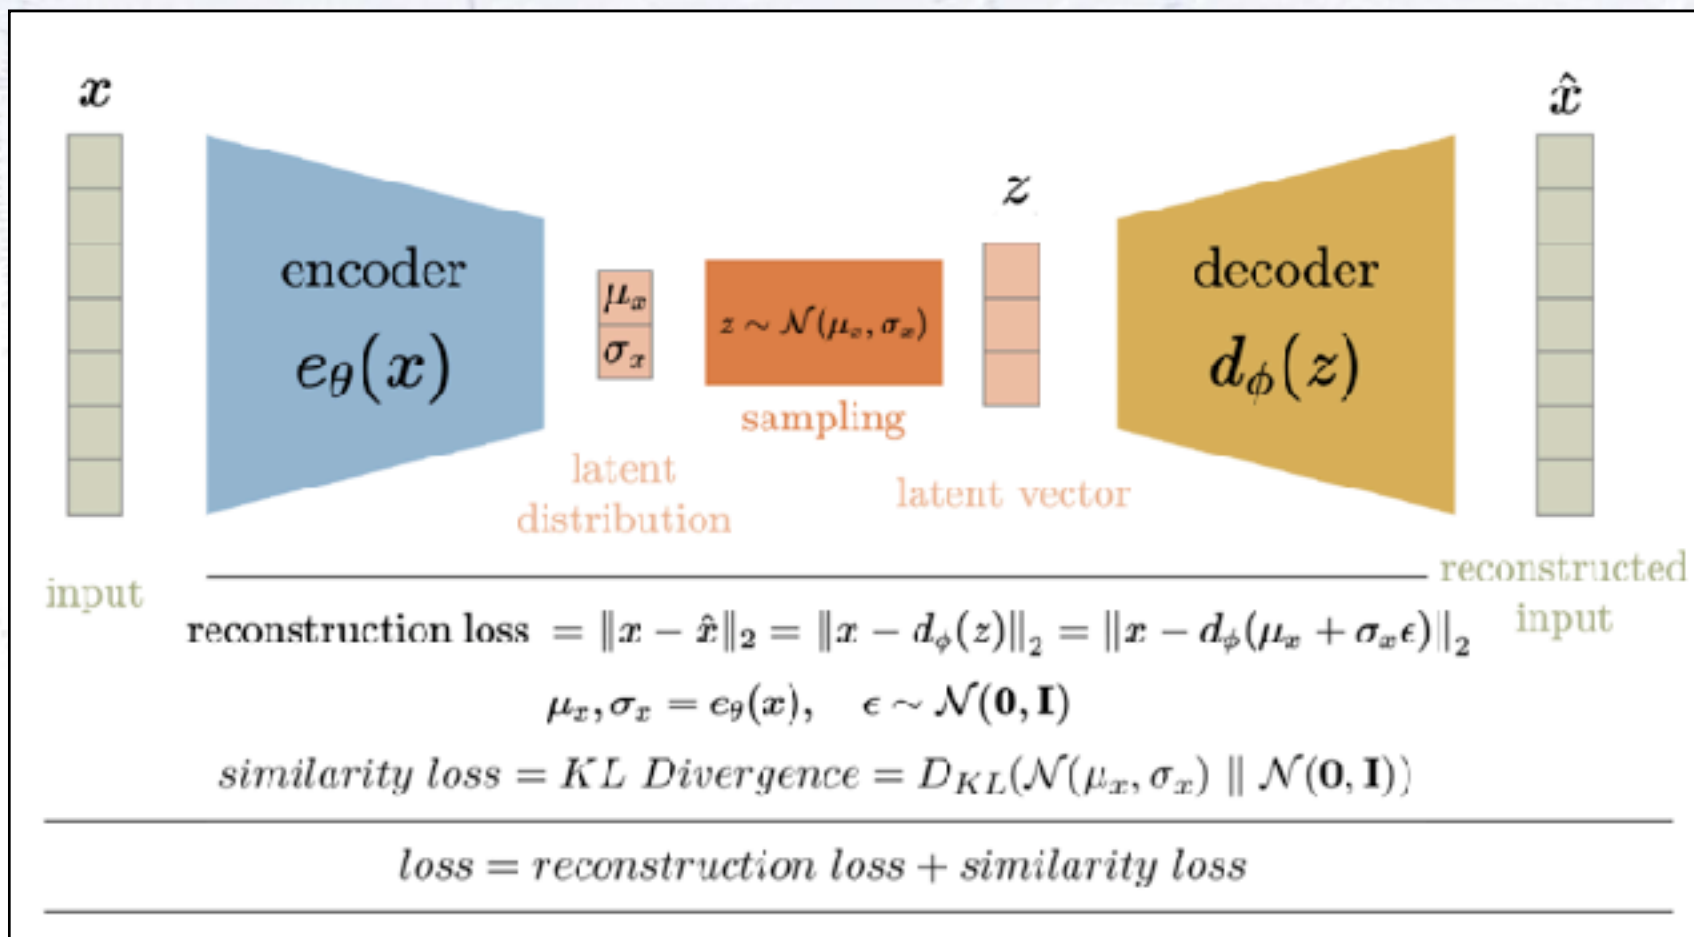 x
x̂
z
encoder
e_θ(x)
μ_x
σ_x
z ∼ 𝒩(μ_x, σ_x)
decoder
d_ϕ(z)
sampling
latent
distribution
latent vector
input
reconstructed
input
reconstruction loss = ‖x − x̂‖₂ = ‖x − d_ϕ(z)‖₂ = ‖x − d_ϕ(μ_x + σ_x ϵ)‖₂
μ_x, σ_x = e_θ(x), ϵ ∼ 𝒩(0, I)
similarity loss = KL Divergence = D_KL(𝒩(μ_x, σ_x) ‖ 𝒩(0, I))
loss = reconstruction loss + similarity loss